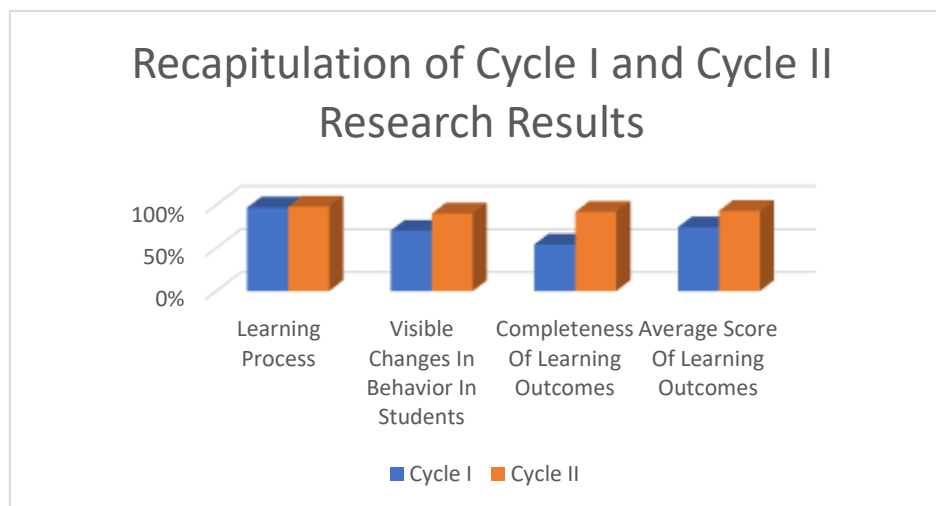 Recapitulation of Cycle I and Cycle II
Research Results
100%
50%
0%
Learning
Process
Visible
Changes In
Behavior In
Students
Completeness
Of Learning
Outcomes
Average Score
Of Learning
Outcomes
Cycle I
Cycle II